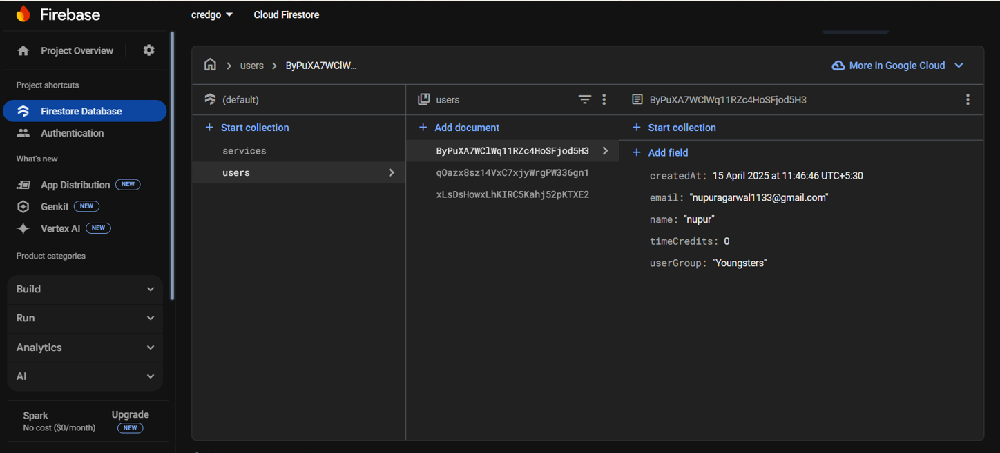 Firebase
credgo
Cloud Firestore
Project Overview
Project shortcuts
Firestore Database
Authentication
What's new
App Distribution NEW
Genkit NEW
Vertex AI NEW
Product categories
Build
Run
Analytics
AI
Spark
No cost ($0/month)
Upgrade
NEW
users
ByPuXA7WClW...
More in Google Cloud
(default)
+ Start collection
services
users
users
+ Add document
ByPuXA7WClWq11RZc4HoSFjod5H3
qOazx8sz14VxC7xjyWrgPW336gn1
xLsDsHowxLhKIRC5Kahj52pKTXE2
ByPuXA7WClWq11RZc4HoSFjod5H3
+ Start collection
+ Add field
createdAt: 15 April 2025 at 11:46:46 UTC+5:30
email: "nupuragarwal1133@gmail.com"
name: "nupur"
timeCredits: 0
userGroup: "Youngsters"